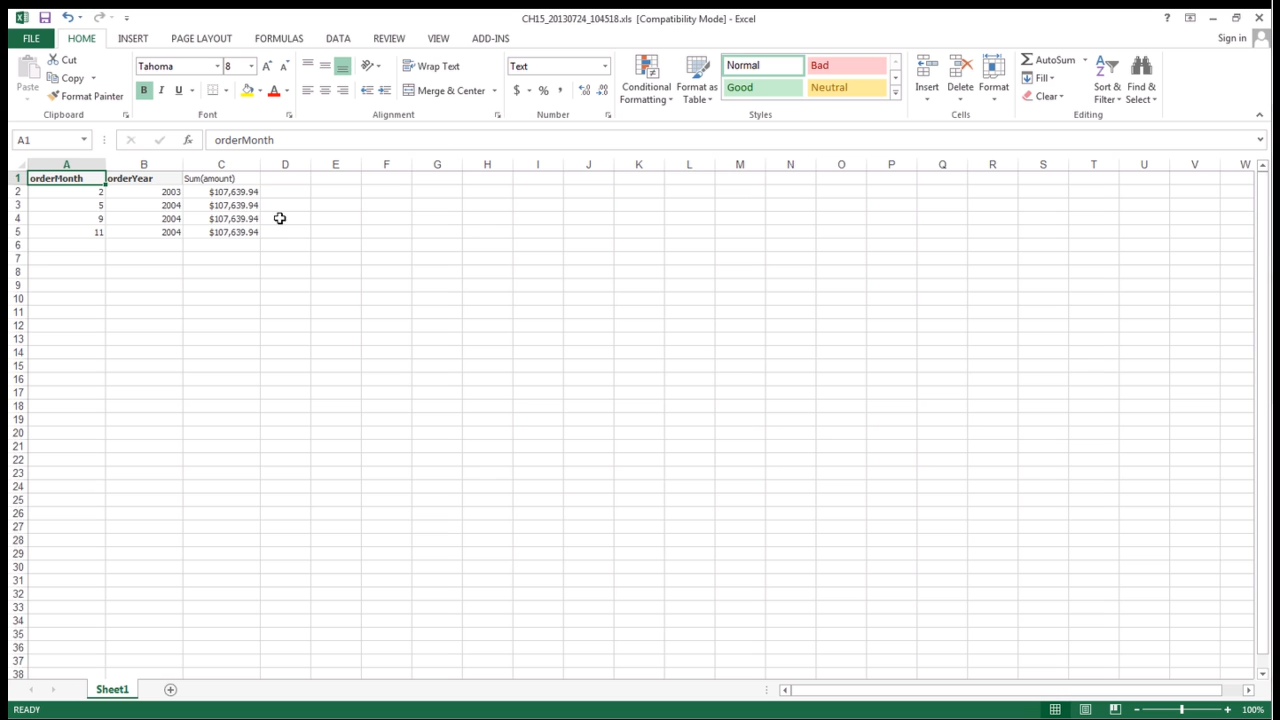 CH15_20130724_104518.xls [Compatibility Mode] - Excel
FILE HOME INSERT PAGE LAYOUT FORMULAS DATA REVIEW VIEW ADD-INS Sign in
Paste Cut Copy Format Painter Clipboard
Tahoma 8 B I U A Font
Wrap Text Merge & Center Alignment
Text $ % , Number
Conditional Formatting Format as Table Normal Bad Good Neutral Styles
Insert Delete Format Cells
AutoSum Fill Clear Sort & Filter Find & Select Editing
A1 fx orderMonth
A B C D E F G H I J K L M N O P Q R S T U V W
1 orderMonth orderYear Sum(amount)
2 2 2003 $107,639.94
3 5 2004 $107,639.94
4 9 2004 $107,639.94
5 11 2004 $107,639.94
6
7
8
9
10
11
12
13
14
15
16
17
18
19
20
21
22
23
24
25
26
27
28
29
30
31
32
33
34
35
36
37
38
Sheet1
READY 100%